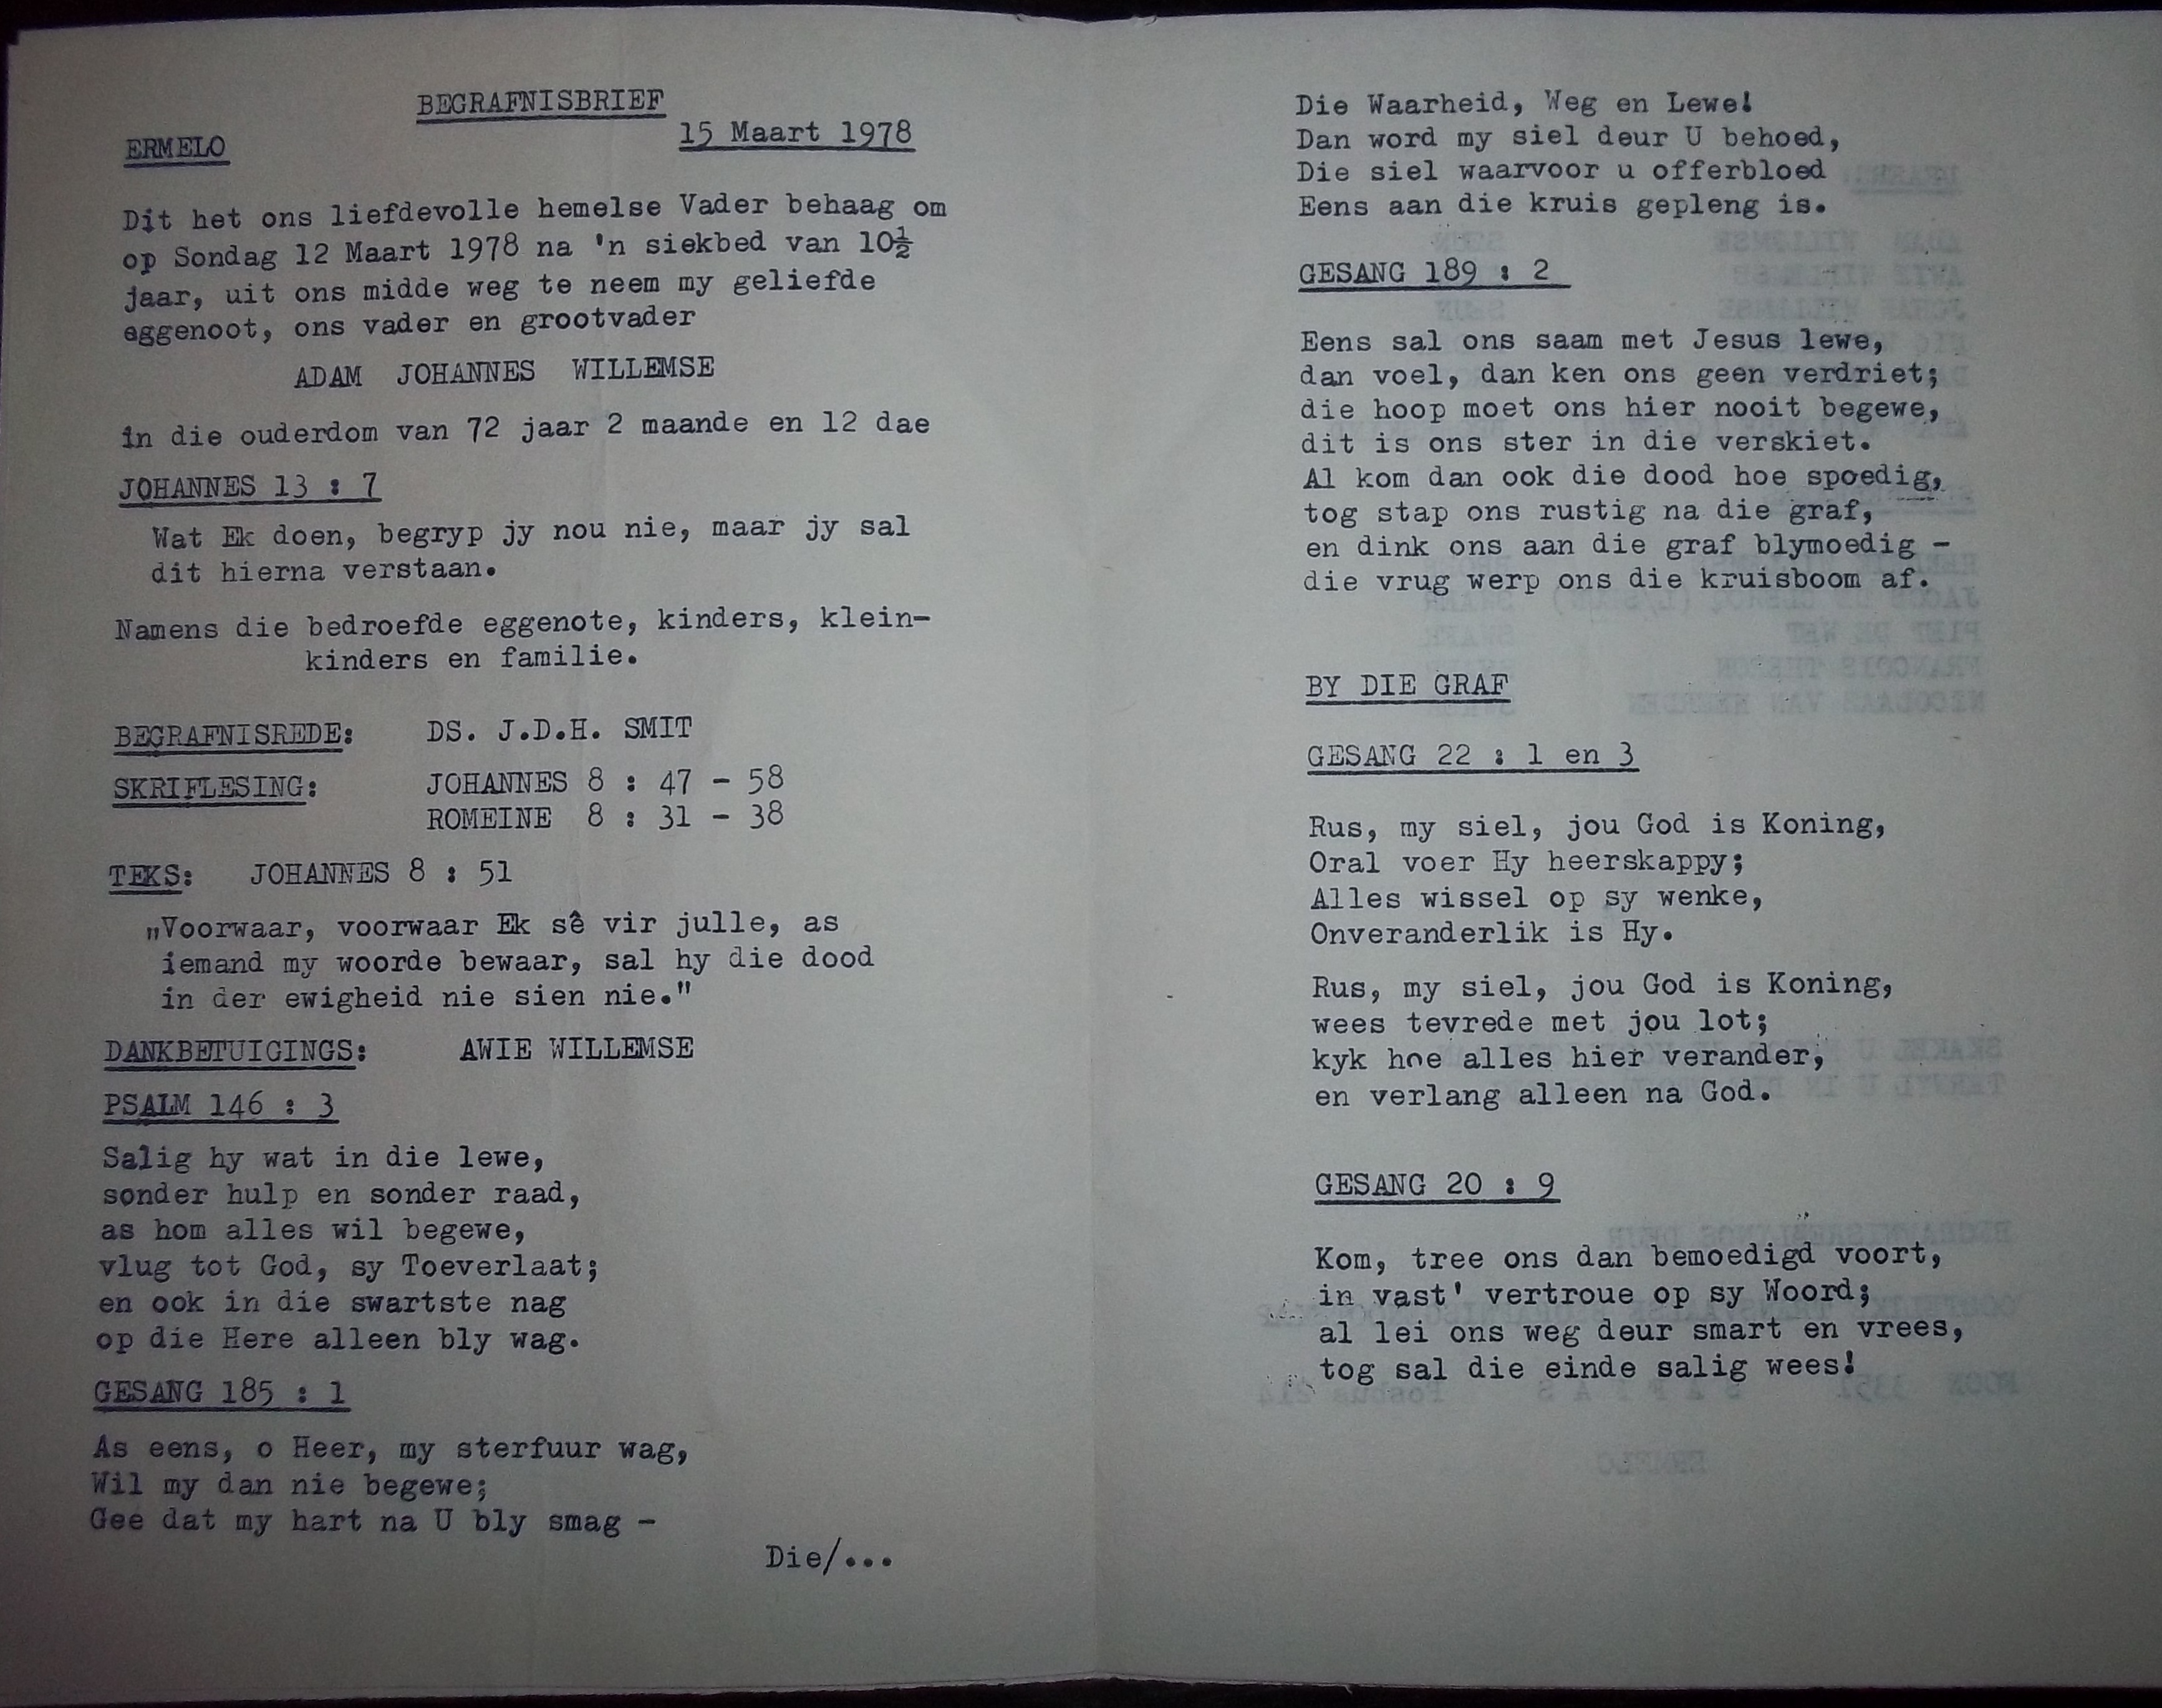 BEGRAFNISBRIEF
15 Maart 1978
ERMELO
Dit het ons liefdevolle hemelse Vader behaag om
op Sondag 12 Maart 1978 na 'n siekbed van 10½
jaar, uit ons midde weg te neem my geliefde
eggenoot, ons vader en grootvader
ADAM JOHANNES WILLEMSE
in die ouderdom van 72 jaar 2 maande en 12 dae
JOHANNES 13 : 7
Wat Ek doen, begryp jy nou nie, maar jy sal
dit hierna verstaan.
Namens die bedroefde eggenote, kinders, klein-
kinders en familie.
BEGRAFNISREDE: DS. J.D.H. SMIT
SKRIFLESING: JOHANNES 8 : 47 - 58
ROMEINE 8 : 31 - 38
TEKS: JOHANNES 8 : 51
„Voorwaar, voorwaar Ek sê vir julle, as
iemand my woorde bewaar, sal hy die dood
in der ewigheid nie sien nie."
DANKBETUIGINGS: AWIE WILLEMSE
PSALM 146 : 3
Salig hy wat in die lewe,
sonder hulp en sonder raad,
as hom alles wil begewe,
vlug tot God, sy Toeverlaat;
en ook in die swartste nag
op die Here alleen bly wag.
GESANG 185 : 1
As eens, o Heer, my sterfuur wag,
Wil my dan nie begewe;
Gee dat my hart na U bly smag -
Die/...
Die Waarheid, Weg en Lewe!
Dan word my siel deur U behoed,
Die siel waarvoor u offerbloed
Eens aan die kruis gepleng is.
GESANG 189 : 2
Eens sal ons saam met Jesus lewe,
dan voel, dan ken ons geen verdriet;
die hoop moet ons hier nooit begewe,
dit is ons ster in die verskiet.
Al kom dan ook die dood hoe spoedig,
tog stap ons rustig na die graf,
en dink ons aan die graf blymoedig -
die vrug werp ons die kruisboom af.
BY DIE GRAF
GESANG 22 : 1 en 3
Rus, my siel, jou God is Koning,
Oral voer Hy heerskappy;
Alles wissel op sy wenke,
Onveranderlik is Hy.
Rus, my siel, jou God is Koning,
wees tevrede met jou lot;
kyk hoe alles hier verander,
en verlang alleen na God.
GESANG 20 : 9
Kom, tree ons dan bemoedigd voort,
in vast' vertroue op sy Woord;
al lei ons weg deur smart en vrees,
tog sal die einde salig wees!